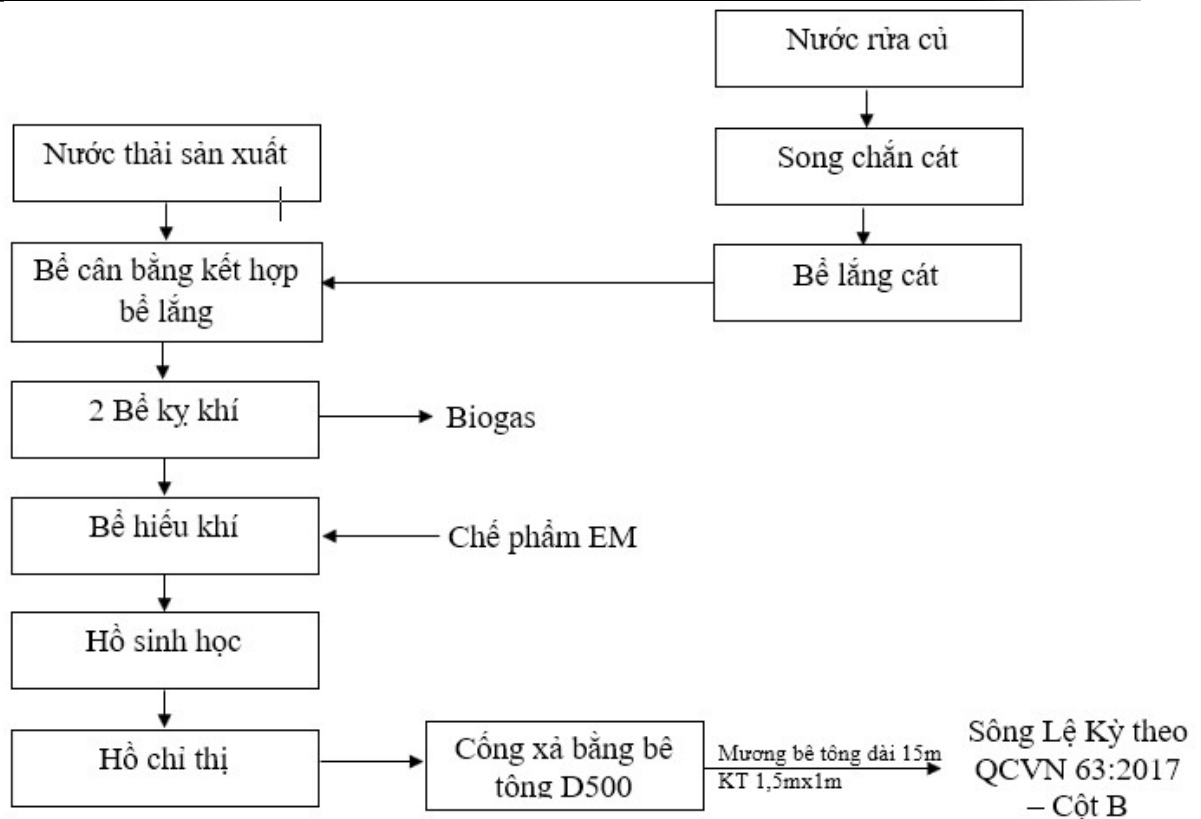 Nước rửa củ
Song chắn cát
Bể lắng cát
Nước thải sản xuất
Bể cân bằng kết hợp
bể lắng
2 Bể kỵ khí
Biogas
Bể hiếu khí
Chế phẩm EM
Hồ sinh học
Hồ chỉ thị
Cống xả bằng bê
tông D500
Mương bê tông dài 15m
KT 1,5mx1m
Sông Lệ Kỳ theo
QCVN 63:2017
– Cột B